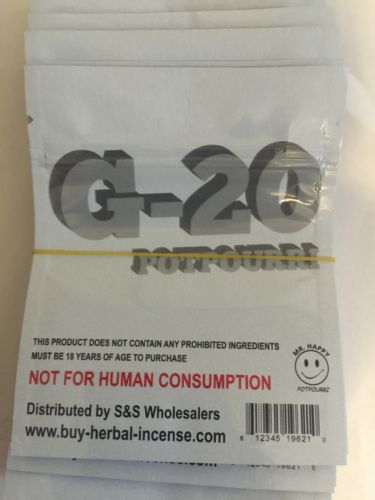 G-20
POTPOURRI
THIS PRODUCT DOES NOT CONTAIN ANY PROHIBITED INGREDIENTS
MUST BE 18 YEARS OF AGE TO PURCHASE
NOT FOR HUMAN CONSUMPTION
MR. HAPPY
POTPOURRI
Distributed by S&S Wholesalers
www.buy-herbal-incense.com
6 12345 19621 0